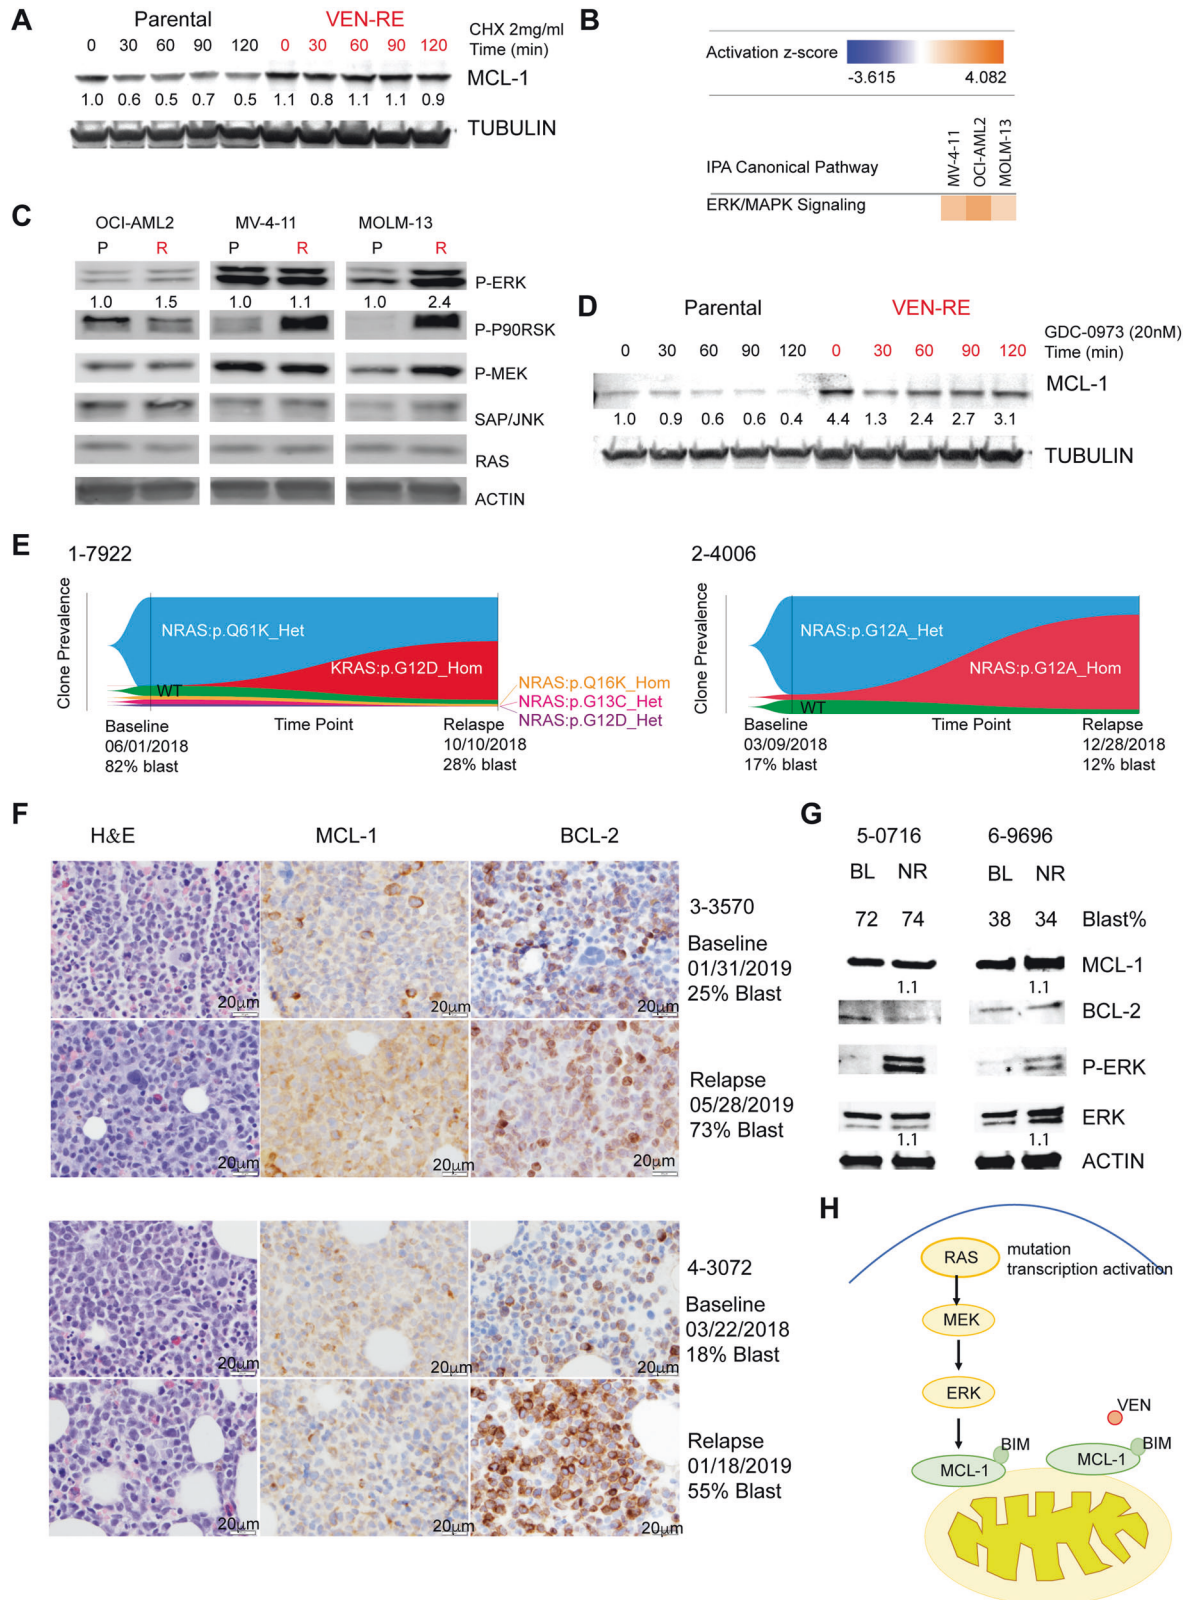 A
Parental VEN-RE
0 30 60 90 120 0 30 60 90 120
CHX 2mg/ml
Time (min)
MCL-1
1.0 0.6 0.5 0.7 0.5 1.1 0.8 1.1 1.1 0.9
TUBULIN
B
Activation z-score
-3.615 4.082
IPA Canonical Pathway
MV-4-11
OCI-AML2
MOLM-13
ERK/MAPK Signaling
C
OCI-AML2 MV-4-11 MOLM-13
P R P R P R
P-ERK
1.0 1.5 1.0 1.1 1.0 2.4
P-P90RSK
P-MEK
SAP/JNK
RAS
ACTIN
D
Parental VEN-RE
0 30 60 90 120 0 30 60 90 120
GDC-0973 (20nM)
Time (min)
MCL-1
1.0 0.9 0.6 0.6 0.4 4.4 1.3 2.4 2.7 3.1
TUBULIN
E
1-7922
Clone Prevalence
NRAS:p.Q61K_Het
KRAS:p.G12D_Hom
WT
NRAS:p.Q16K_Hom
NRAS:p.G13C_Het
NRAS:p.G12D_Het
Baseline Time Point Relaspe
06/01/2018 10/10/2018
82% blast 28% blast
2-4006
Clone Prevalence
NRAS:p.G12A_Het
NRAS:p.G12A_Hom
WT
Baseline Time Point Relapse
03/09/2018 12/28/2018
17% blast 12% blast
F
H&E MCL-1 BCL-2
3-3570
Baseline
01/31/2019
25% Blast
20μm 20μm 20μm
Relapse
05/28/2019
73% Blast
20μm 20μm 20μm
4-3072
Baseline
03/22/2018
18% Blast
20μm 20μm 20μm
Relapse
01/18/2019
55% Blast
20μm 20μm 20μm
G
5-0716 6-9696
BL NR BL NR
72 74 38 34 Blast%
MCL-1
1.1 1.1
BCL-2
P-ERK
ERK
1.1 1.1
ACTIN
H
RAS
mutation
transcription activation
MEK
ERK
VEN
BIM BIM
MCL-1 MCL-1